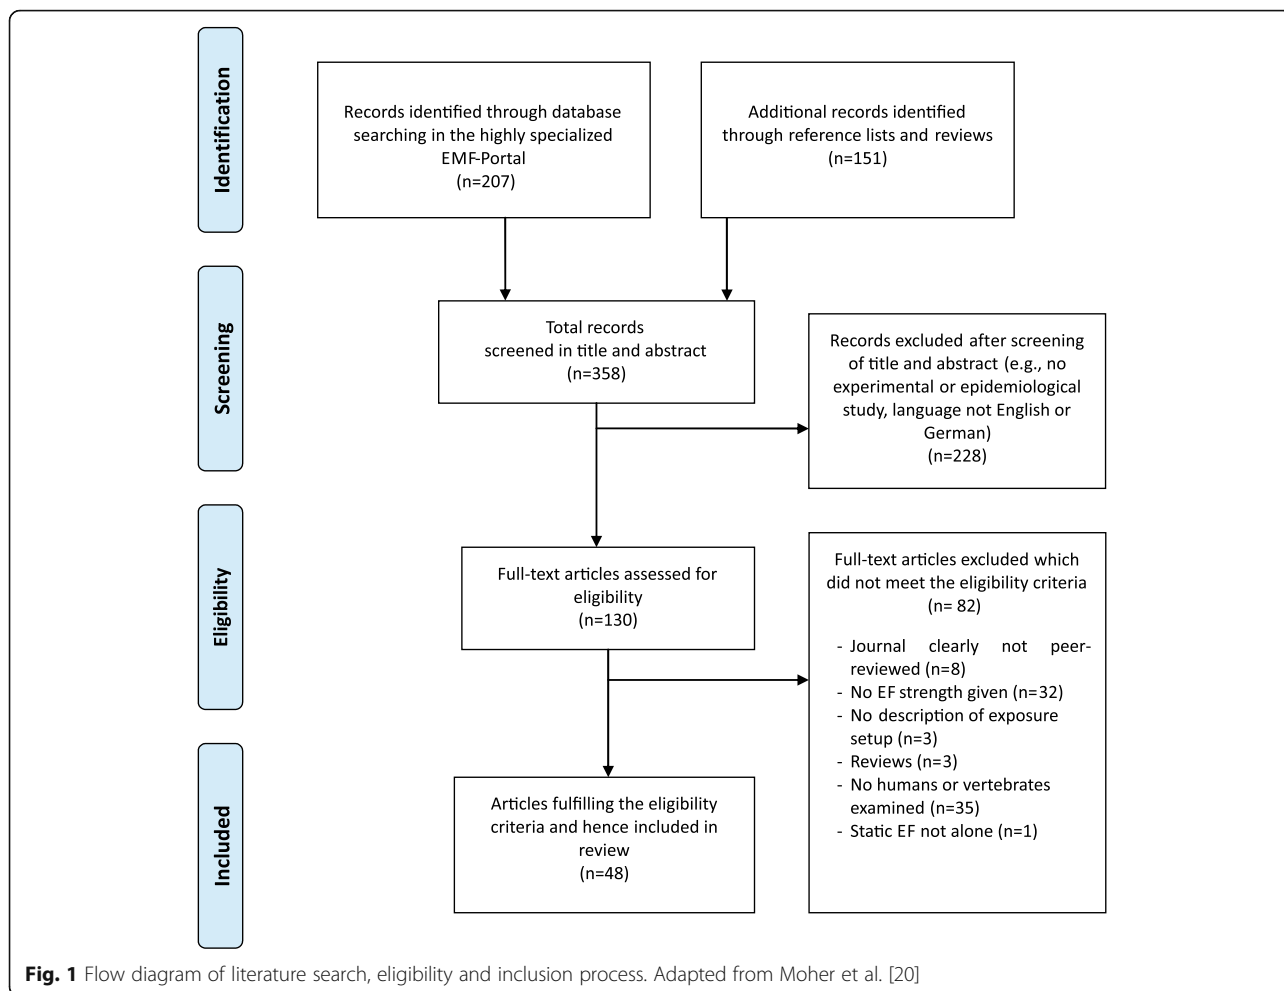 Identification
Records identified through database
searching in the highly specialized
EMF-Portal
(n=207)
Additional records identified
through reference lists and reviews
(n=151)
Screening
Total records
screened in title and abstract
(n=358)
Records excluded after screening
of title and abstract (e.g., no
experimental or epidemiological
study, language not English or
German)
(n=228)
Eligibility
Full-text articles assessed for
eligibility
(n=130)
Full-text articles excluded which
did not meet the eligibility criteria
(n= 82)
- Journal clearly not peer-
reviewed (n=8)
- No EF strength given (n=32)
- No description of exposure
setup (n=3)
- Reviews (n=3)
- No humans or vertebrates
examined (n=35)
- Static EF not alone (n=1)
Included
Articles fulfilling the eligibility
criteria and hence included in
review
(n=48)
Fig. 1 Flow diagram of literature search, eligibility and inclusion process. Adapted from Moher et al. [20]